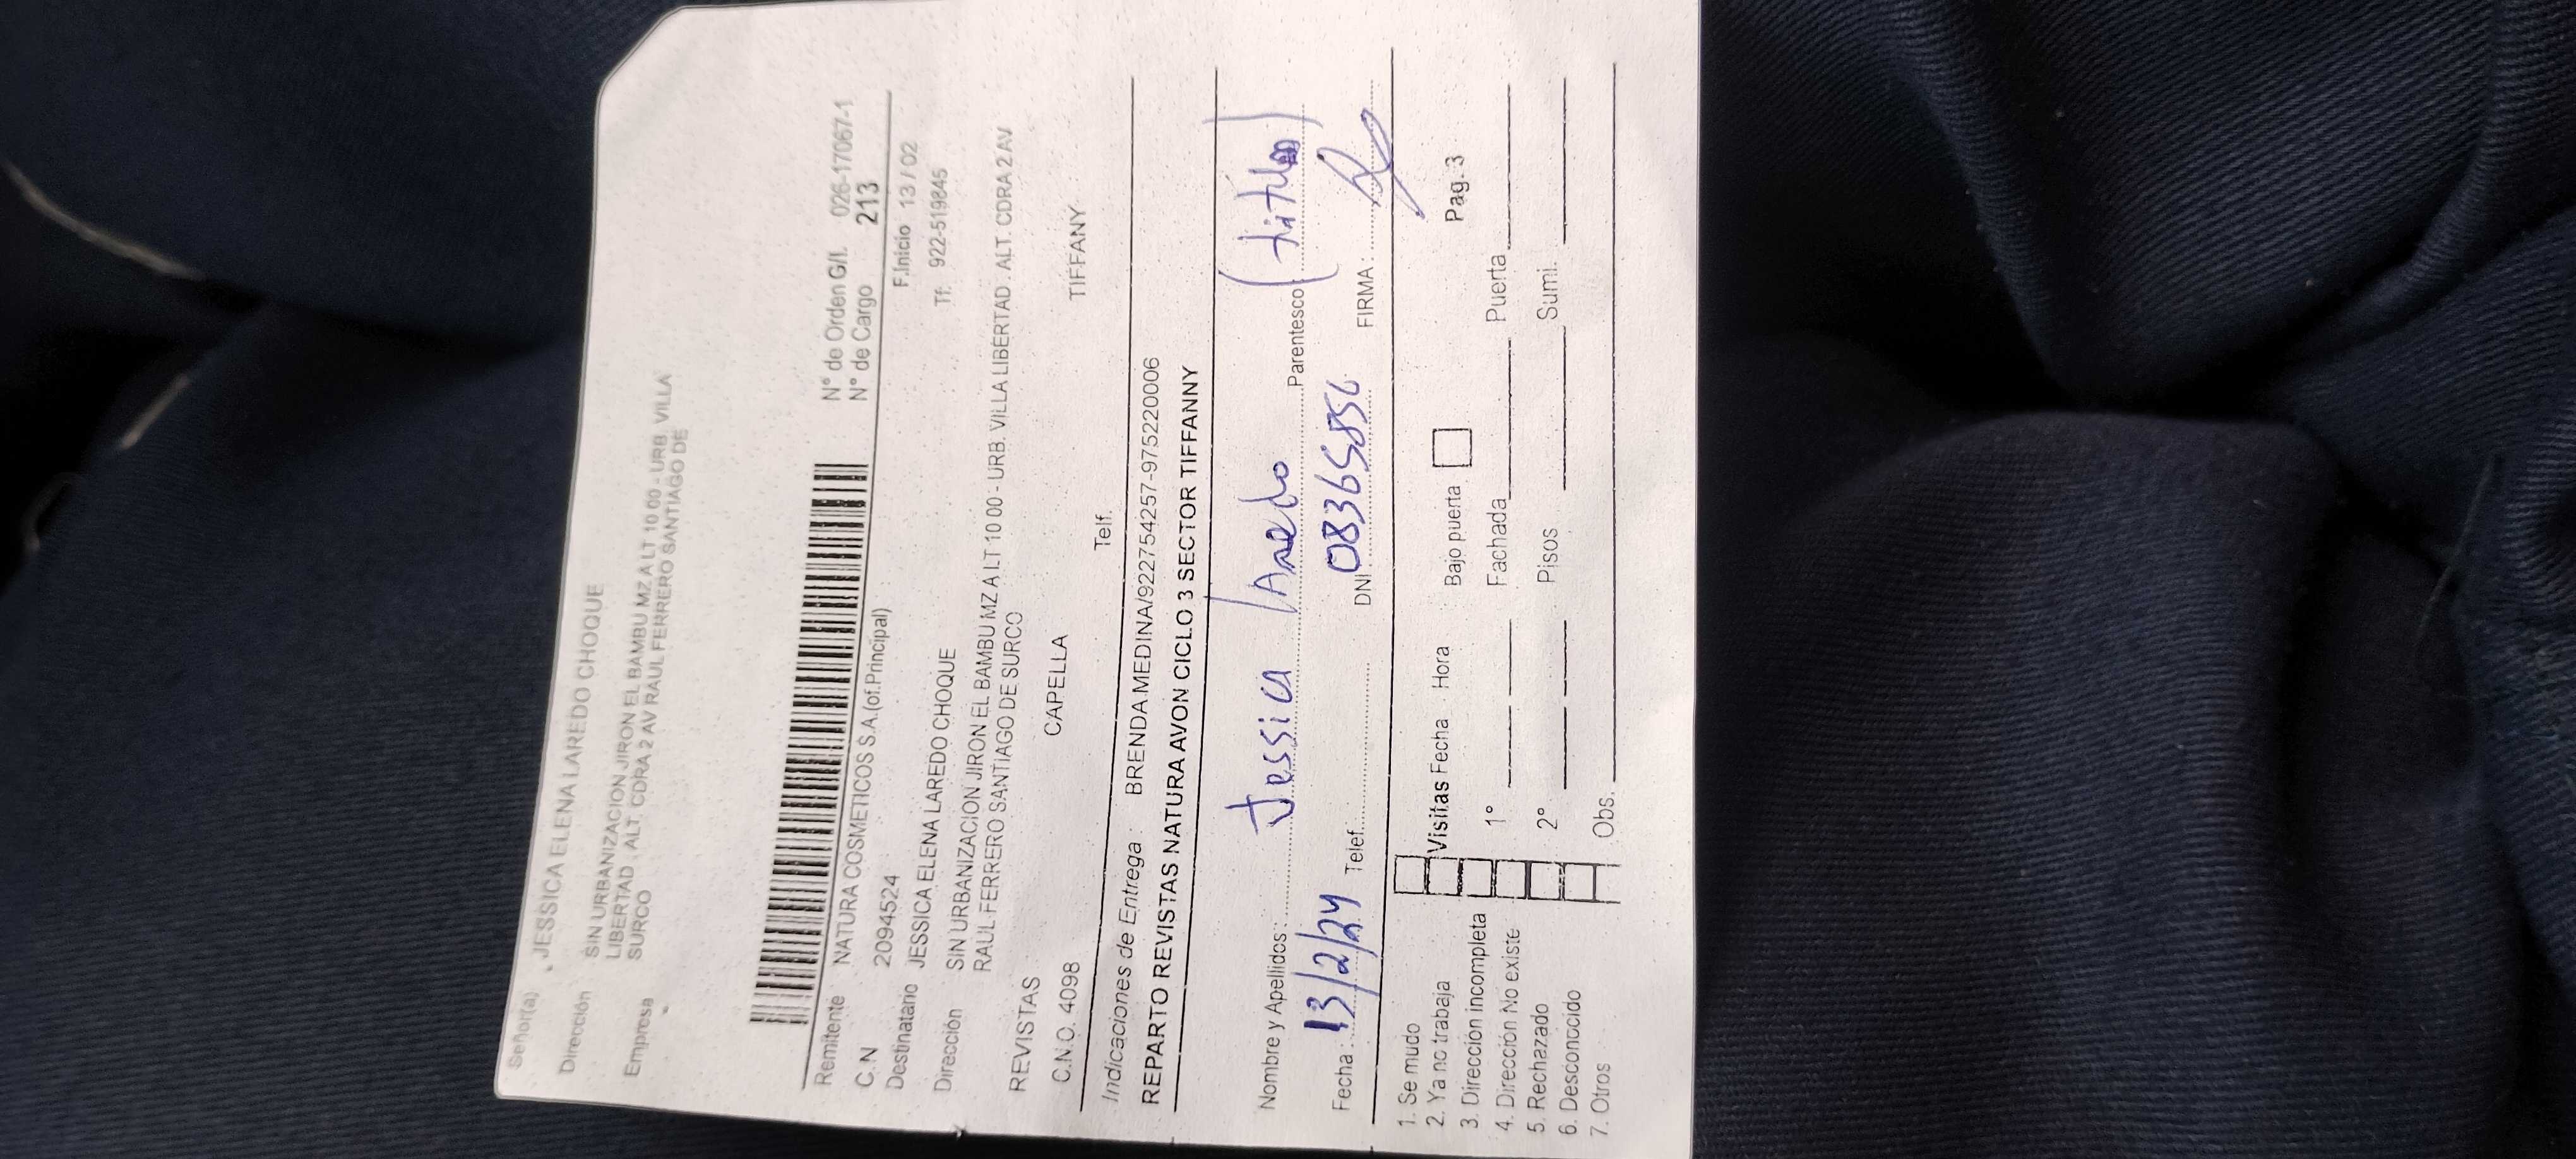 Señor(a) . JESSICA ELENA LAREDO CHOQUE
Dirección SIN URBANIZACION JIRON EL BAMBU MZ A LT 10 00 - URB. VILLA
LIBERTAD . ALT. CDRA 2 AV RAUL FERRERO SANTIAGO DE
Empresa SURCO
N° de Orden G/I. 026-17067-1
Remitente NATURA COSMETICOS S.A.(of.Principal) N° de Cargo 213
C.N 2094524 F.Inicio 13 / 02
Destinatario JESSICA ELENA LAREDO CHOQUE Tf: 922-519845
Dirección SIN URBANIZACION JIRON EL BAMBU MZ A LT 10 00 - URB. VILLA LIBERTAD . ALT. CDRA 2 AV
RAUL FERRERO SANTIAGO DE SURCO
REVISTAS CAPELLA TIFFANY
C.N.O. 4098
Telf.
Indicaciones de Entrega : BRENDA MEDINA/922754257-975220006
REPARTO REVISTAS NATURA AVON CICLO 3 SECTOR TIFFANY
Nombre y Apellidos: Jessica Laredo Parentesco (titular)
Fecha : 13/2/24 Telef. DNI 08365856 FIRMA :
1. Se mudo
2. Ya no trabaja Visitas Fecha Hora Bajo puerta Pag. 3
3. Dirección incompleta
4. Dirección No existe 1° Fachada Puerta
5. Rechazado
6. Desconocido 2° Pisos Sumi.
7. Otros Obs.